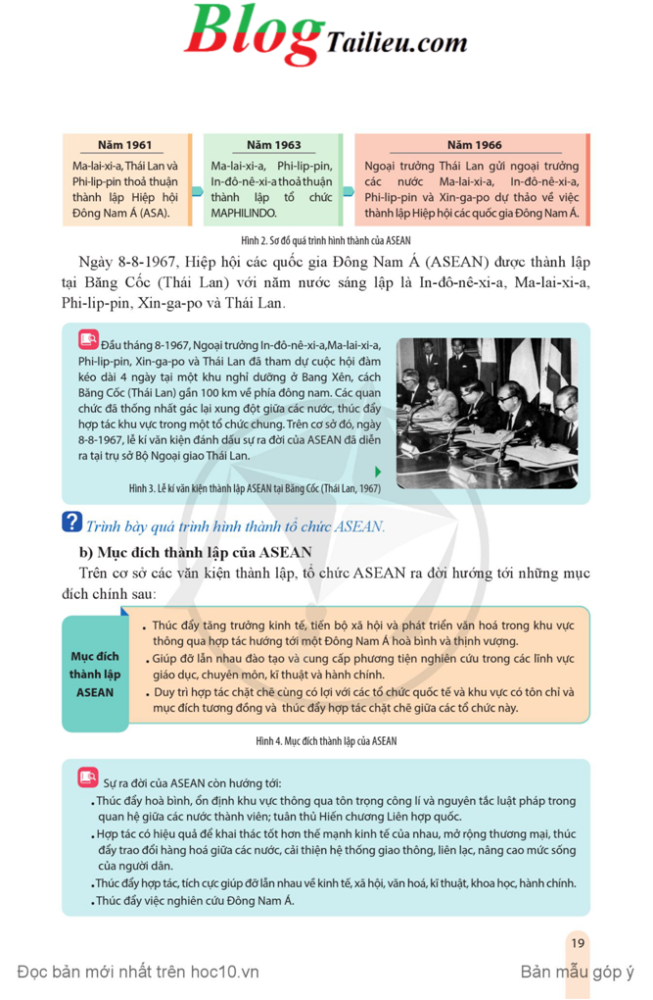 Blog Tailieu.com
Năm 1961
Ma-lai-xi-a, Thái Lan và
Phi-lip-pin thoả thuận
thành lập Hiệp hội
Đông Nam Á (ASA).
Năm 1963
Ma-lai-xi-a, Phi-lip-pin,
In-đô-nê-xi-a thoả thuận
thành lập tổ chức
MAPHILINDO.
Năm 1966
Ngoại trưởng Thái Lan gửi ngoại trưởng
các nước Ma-lai-xi-a, In-đô-nê-xi-a,
Phi-lip-pin và Xin-ga-po dự thảo về việc
thành lập Hiệp hội các quốc gia Đông Nam Á.
Hình 2. Sơ đồ quá trình hình thành của ASEAN
Ngày 8-8-1967, Hiệp hội các quốc gia Đông Nam Á (ASEAN) được thành lập
tại Băng Cốc (Thái Lan) với năm nước sáng lập là In-đô-nê-xi-a, Ma-lai-xi-a,
Phi-lip-pin, Xin-ga-po và Thái Lan.
Đầu tháng 8-1967, Ngoại trưởng In-đô-nê-xi-a,Ma-lai-xi-a,
Phi-lip-pin, Xin-ga-po và Thái Lan đã tham dự cuộc hội đàm
kéo dài 4 ngày tại một khu nghỉ dưỡng ở Bang Xên, cách
Băng Cốc (Thái Lan) gần 100 km về phía đông nam. Các quan
chức đã thống nhất gác lại xung đột giữa các nước, thúc đẩy
hợp tác khu vực trong một tổ chức chung. Trên cơ sở đó, ngày
8-8-1967, lễ kí văn kiện đánh dấu sự ra đời của ASEAN đã diễn
ra tại trụ sở Bộ Ngoại giao Thái Lan.
Hình 3. Lễ kí văn kiện thành lập ASEAN tại Băng Cốc (Thái Lan, 1967)
? Trình bày quá trình hình thành tổ chức ASEAN.
b) Mục đích thành lập của ASEAN
Trên cơ sở các văn kiện thành lập, tổ chức ASEAN ra đời hướng tới những mục
đích chính sau:
Mục đích
thành lập
ASEAN
• Thúc đẩy tăng trưởng kinh tế, tiến bộ xã hội và phát triển văn hoá trong khu vực
thông qua hợp tác hướng tới một Đông Nam Á hoà bình và thịnh vượng.
• Giúp đỡ lẫn nhau đào tạo và cung cấp phương tiện nghiên cứu trong các lĩnh vực
giáo dục, chuyên môn, kĩ thuật và hành chính.
• Duy trì hợp tác chặt chẽ cùng có lợi với các tổ chức quốc tế và khu vực có tôn chỉ và
mục đích tương đồng và thúc đẩy hợp tác chặt chẽ giữa các tổ chức này.
Hình 4. Mục đích thành lập của ASEAN
Sự ra đời của ASEAN còn hướng tới:
• Thúc đẩy hoà bình, ổn định khu vực thông qua tôn trọng công lí và nguyên tắc luật pháp trong
quan hệ giữa các nước thành viên; tuân thủ Hiến chương Liên hợp quốc.
• Hợp tác có hiệu quả để khai thác tốt hơn thế mạnh kinh tế của nhau, mở rộng thương mại, thúc
đẩy trao đổi hàng hoá giữa các nước, cải thiện hệ thống giao thông, liên lạc, nâng cao mức sống
của người dân.
• Thúc đẩy hợp tác, tích cực giúp đỡ lẫn nhau về kinh tế, xã hội, văn hoá, kĩ thuật, khoa học, hành chính.
• Thúc đẩy việc nghiên cứu Đông Nam Á.
19
Đọc bản mới nhất trên hoc10.vn
Bản mẫu góp ý